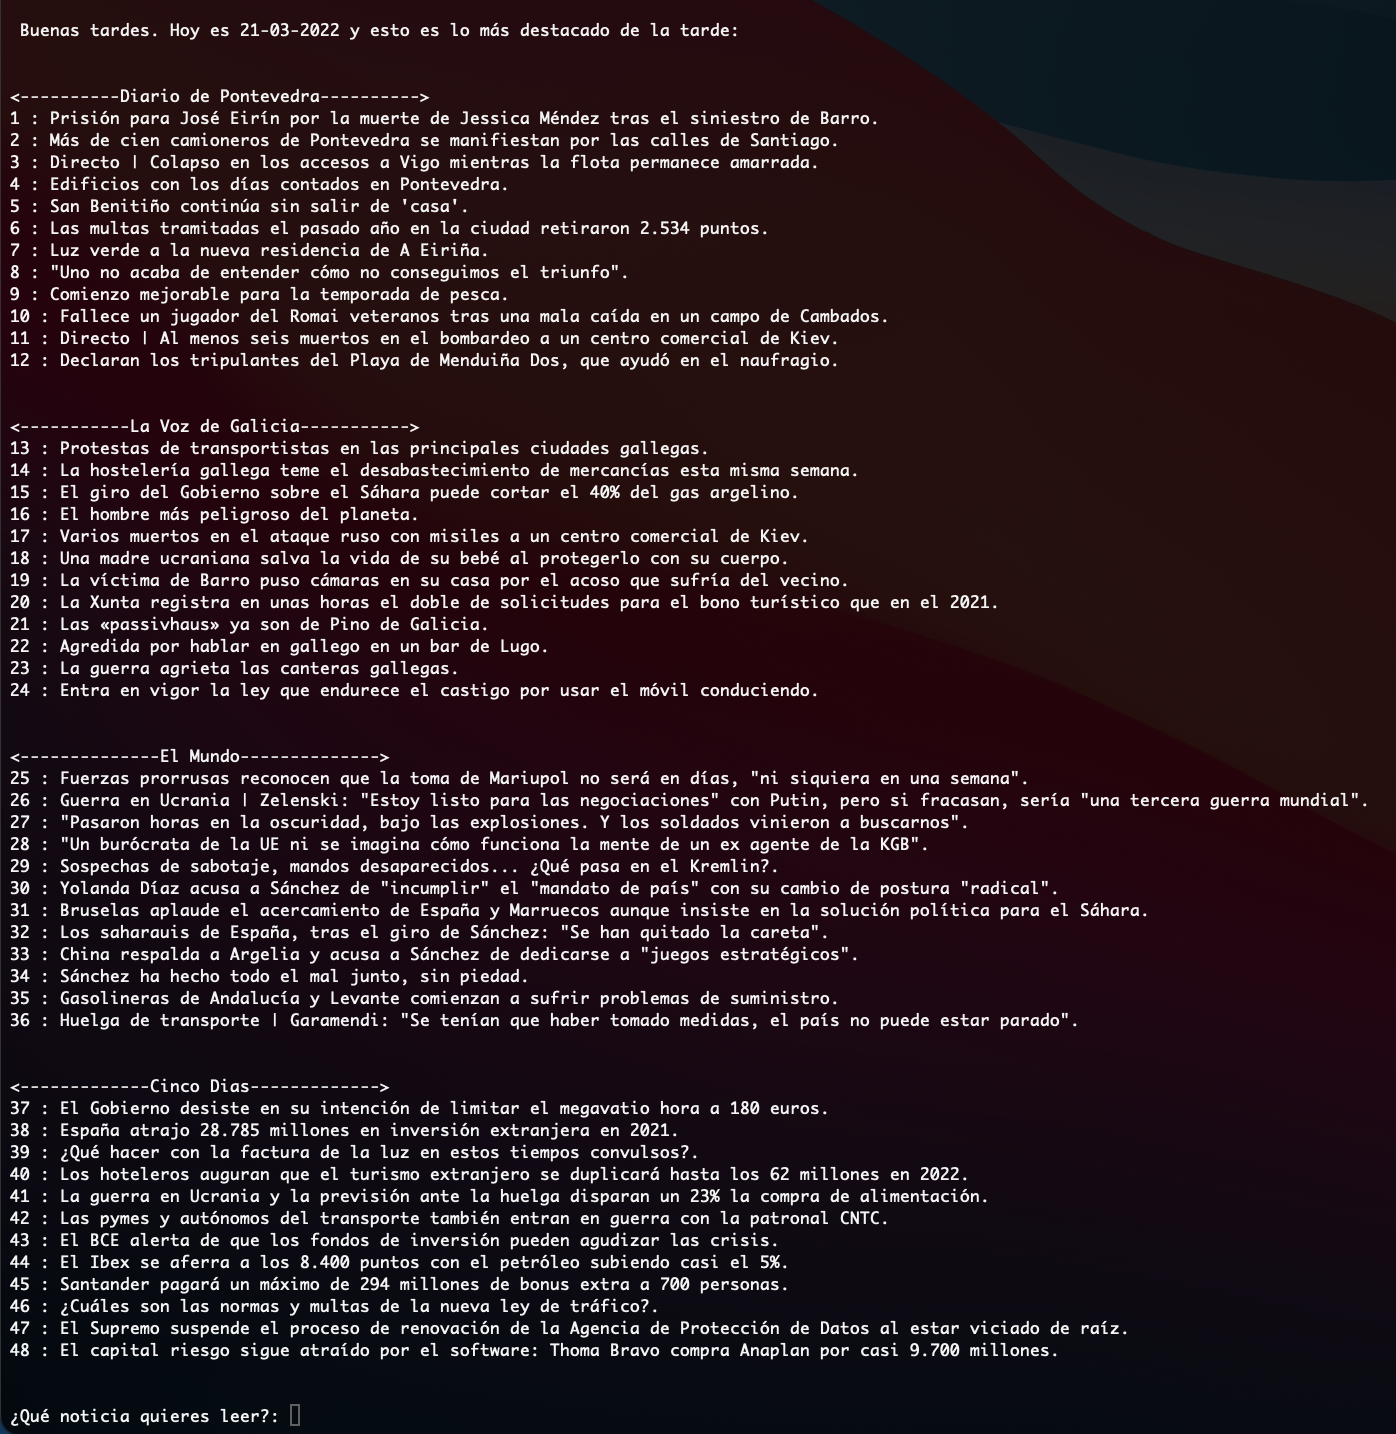 Buenas tardes. Hoy es 21-03-2022 y esto es lo más destacado de la tarde:
<----------Diario de Pontevedra---------->
1 : Prisión para José Eirín por la muerte de Jessica Méndez tras el siniestro de Barro.
2 : Más de cien camioneros de Pontevedra se manifiestan por las calles de Santiago.
3 : Directo | Colapso en los accesos a Vigo mientras la flota permanece amarrada.
4 : Edificios con los días contados en Pontevedra.
5 : San Benitiño continúa sin salir de 'casa'.
6 : Las multas tramitadas el pasado año en la ciudad retiraron 2.534 puntos.
7 : Luz verde a la nueva residencia de A Eiriña.
8 : "Uno no acaba de entender cómo no conseguimos el triunfo".
9 : Comienzo mejorable para la temporada de pesca.
10 : Fallece un jugador del Romai veteranos tras una mala caída en un campo de Cambados.
11 : Directo | Al menos seis muertos en el bombardeo a un centro comercial de Kiev.
12 : Declaran los tripulantes del Playa de Menduiña Dos, que ayudó en el naufragio.
<-----------La Voz de Galicia----------->
13 : Protestas de transportistas en las principales ciudades gallegas.
14 : La hostelería gallega teme el desabastecimiento de mercancías esta misma semana.
15 : El giro del Gobierno sobre el Sáhara puede cortar el 40% del gas argelino.
16 : El hombre más peligroso del planeta.
17 : Varios muertos en el ataque ruso con misiles a un centro comercial de Kiev.
18 : Una madre ucraniana salva la vida de su bebé al protegerlo con su cuerpo.
19 : La víctima de Barro puso cámaras en su casa por el acoso que sufría del vecino.
20 : La Xunta registra en unas horas el doble de solicitudes para el bono turístico que en el 2021.
21 : Las «passivhaus» ya son de Pino de Galicia.
22 : Agredida por hablar en gallego en un bar de Lugo.
23 : La guerra agrieta las canteras gallegas.
24 : Entra en vigor la ley que endurece el castigo por usar el móvil conduciendo.
<--------------El Mundo-------------->
25 : Fuerzas prorrusas reconocen que la toma de Mariupol no será en días, "ni siquiera en una semana".
26 : Guerra en Ucrania | Zelenski: "Estoy listo para las negociaciones" con Putin, pero si fracasan, sería "una tercera guerra mundial".
27 : "Pasaron horas en la oscuridad, bajo las explosiones. Y los soldados vinieron a buscarnos".
28 : "Un burócrata de la UE ni se imagina cómo funciona la mente de un ex agente de la KGB".
29 : Sospechas de sabotaje, mandos desaparecidos... ¿Qué pasa en el Kremlin?.
30 : Yolanda Díaz acusa a Sánchez de "incumplir" el "mandato de país" con su cambio de postura "radical".
31 : Bruselas aplaude el acercamiento de España y Marruecos aunque insiste en la solución política para el Sáhara.
32 : Los saharauis de España, tras el giro de Sánchez: "Se han quitado la careta".
33 : China respalda a Argelia y acusa a Sánchez de dedicarse a "juegos estratégicos".
34 : Sánchez ha hecho todo el mal junto, sin piedad.
35 : Gasolineras de Andalucía y Levante comienzan a sufrir problemas de suministro.
36 : Huelga de transporte | Garamendi: "Se tenían que haber tomado medidas, el país no puede estar parado".
<-------------Cinco Dias------------->
37 : El Gobierno desiste en su intención de limitar el megavatio hora a 180 euros.
38 : España atrajo 28.785 millones en inversión extranjera en 2021.
39 : ¿Qué hacer con la factura de la luz en estos tiempos convulsos?.
40 : Los hoteleros auguran que el turismo extranjero se duplicará hasta los 62 millones en 2022.
41 : La guerra en Ucrania y la previsión ante la huelga disparan un 23% la compra de alimentación.
42 : Las pymes y autónomos del transporte también entran en guerra con la patronal CNTC.
43 : El BCE alerta de que los fondos de inversión pueden agudizar las crisis.
44 : El Ibex se aferra a los 8.400 puntos con el petróleo subiendo casi el 5%.
45 : Santander pagará un máximo de 294 millones de bonus extra a 700 personas.
46 : ¿Cuáles son las normas y multas de la nueva ley de tráfico?.
47 : El Supremo suspende el proceso de renovación de la Agencia de Protección de Datos al estar viciado de raíz.
48 : El capital riesgo sigue atraído por el software: Thoma Bravo compra Anaplan por casi 9.700 millones.
¿Qué noticia quieres leer?: